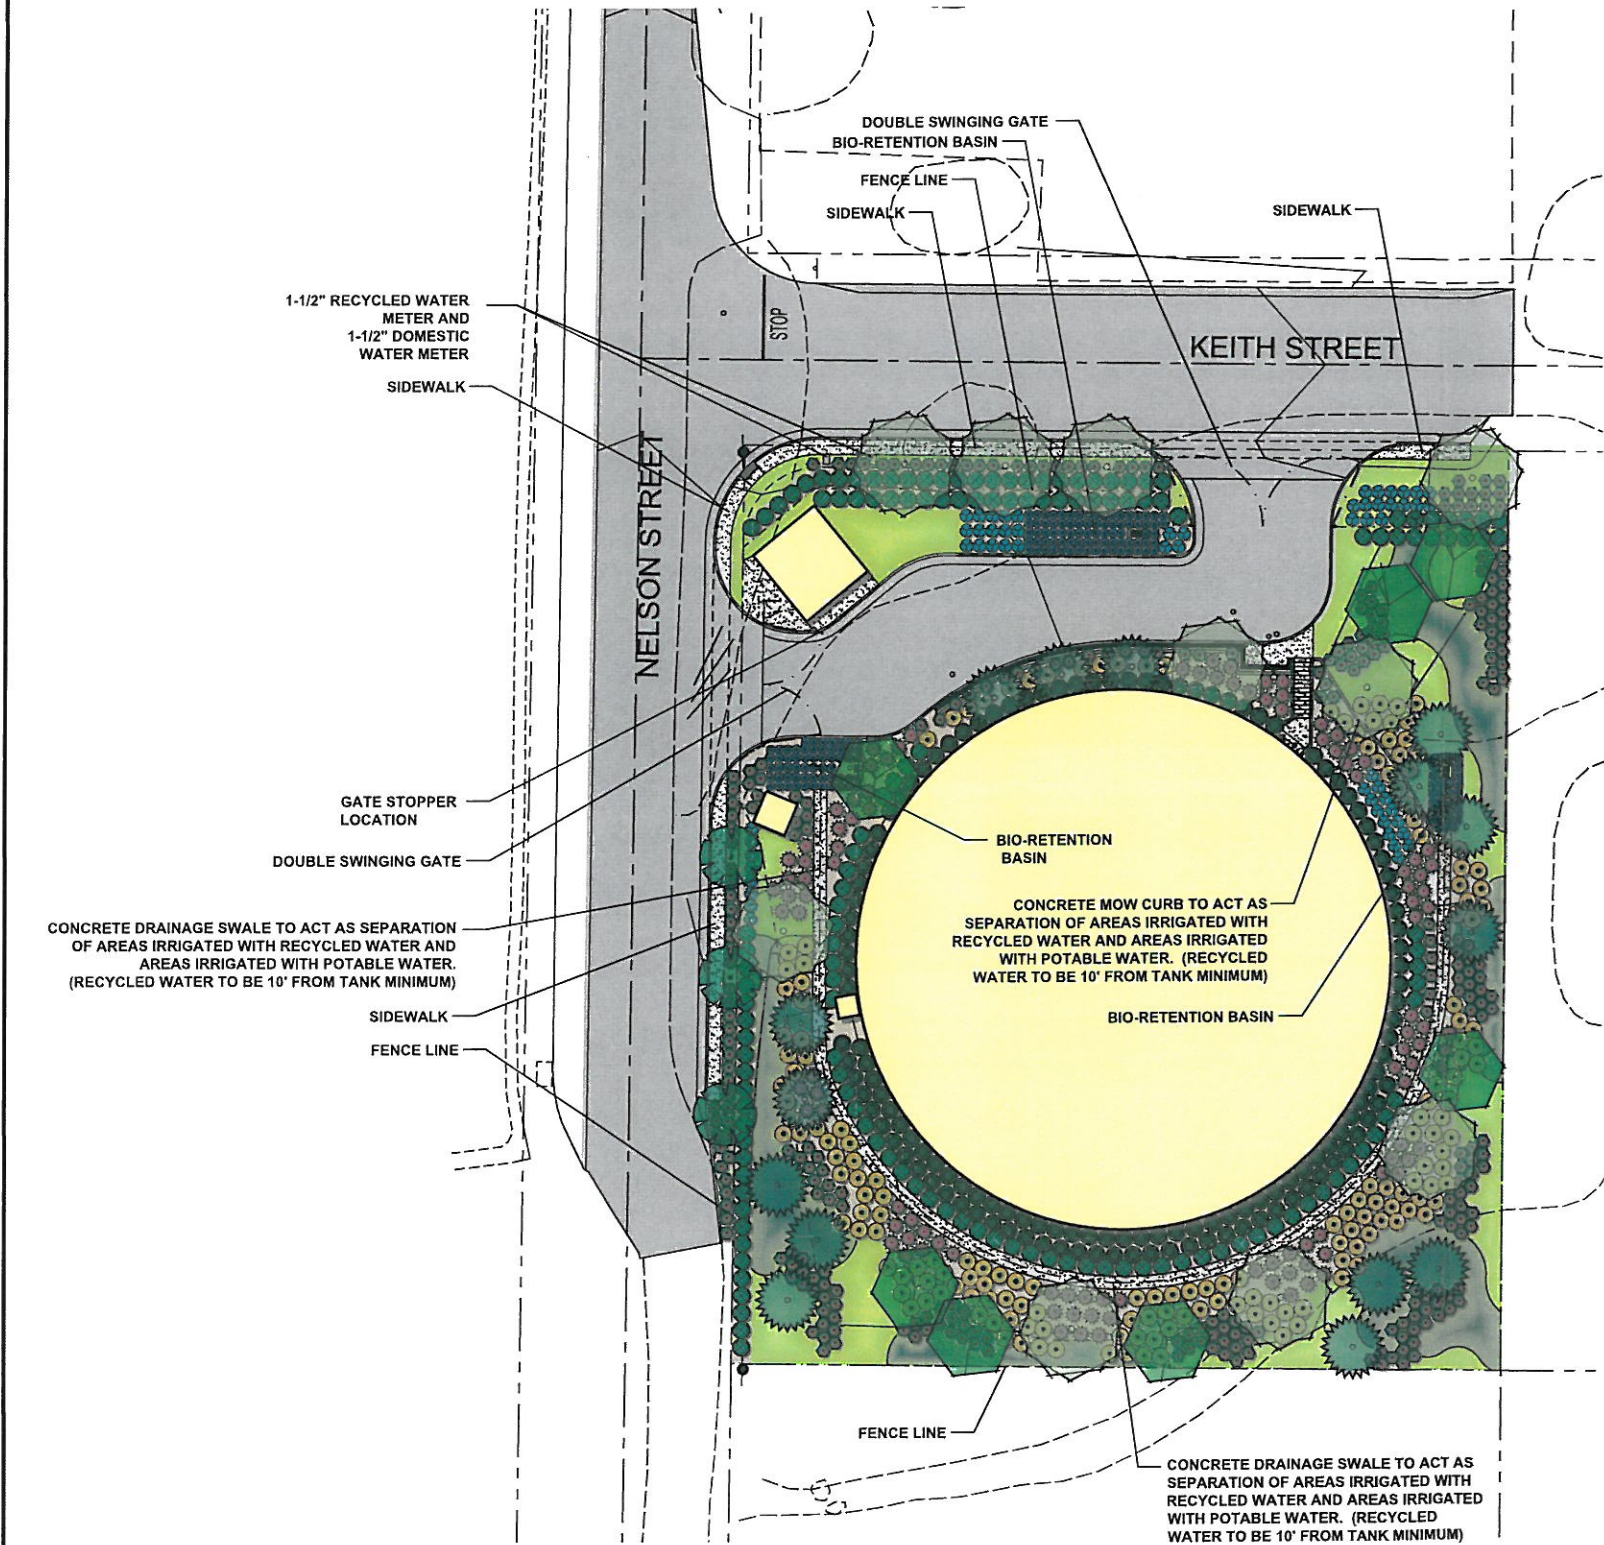 DOUBLE SWINGING GATE
BIO-RETENTION BASIN
FENCE LINE
SIDEWALK
SIDEWALK
1-1/2" RECYCLED WATER
METER AND
1-1/2" DOMESTIC
WATER METER
SIDEWALK
STOP
KEITH STREET
NELSON STREET
GATE STOPPER
LOCATION
DOUBLE SWINGING GATE
CONCRETE DRAINAGE SWALE TO ACT AS SEPARATION
OF AREAS IRRIGATED WITH RECYCLED WATER AND
AREAS IRRIGATED WITH POTABLE WATER.
(RECYCLED WATER TO BE 10' FROM TANK MINIMUM)
SIDEWALK
FENCE LINE
BIO-RETENTION
BASIN
CONCRETE MOW CURB TO ACT AS
SEPARATION OF AREAS IRRIGATED WITH
RECYCLED WATER AND AREAS IRRIGATED
WITH POTABLE WATER. (RECYCLED
WATER TO BE 10' FROM TANK MINIMUM)
BIO-RETENTION BASIN
FENCE LINE
CONCRETE DRAINAGE SWALE TO ACT AS
SEPARATION OF AREAS IRRIGATED WITH
RECYCLED WATER AND AREAS IRRIGATED
WITH POTABLE WATER. (RECYCLED
WATER TO BE 10' FROM TANK MINIMUM)